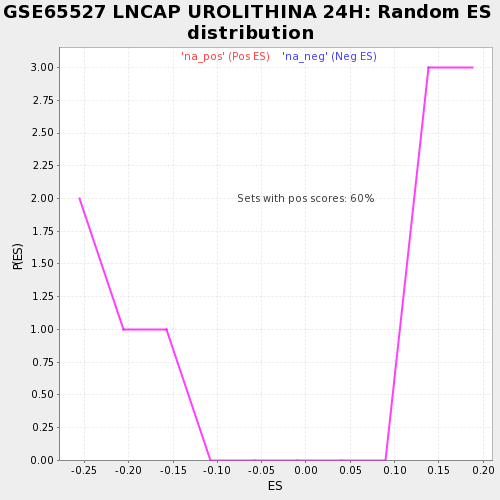 GSE65527 LNCAP UROLITHINA 24H: Random ES
distribution
'na_pos' (Pos ES) 'na_neg' (Neg ES)
3.00
2.75
2.50
2.25
2.00
Sets with pos scores: 60%
1.75
1.50
1.25
1.00
0.75
0.50
0.25
0.00
P(ES)
-0.25 -0.20 -0.15 -0.10 -0.05 0.00 0.05 0.10 0.15 0.20
ES